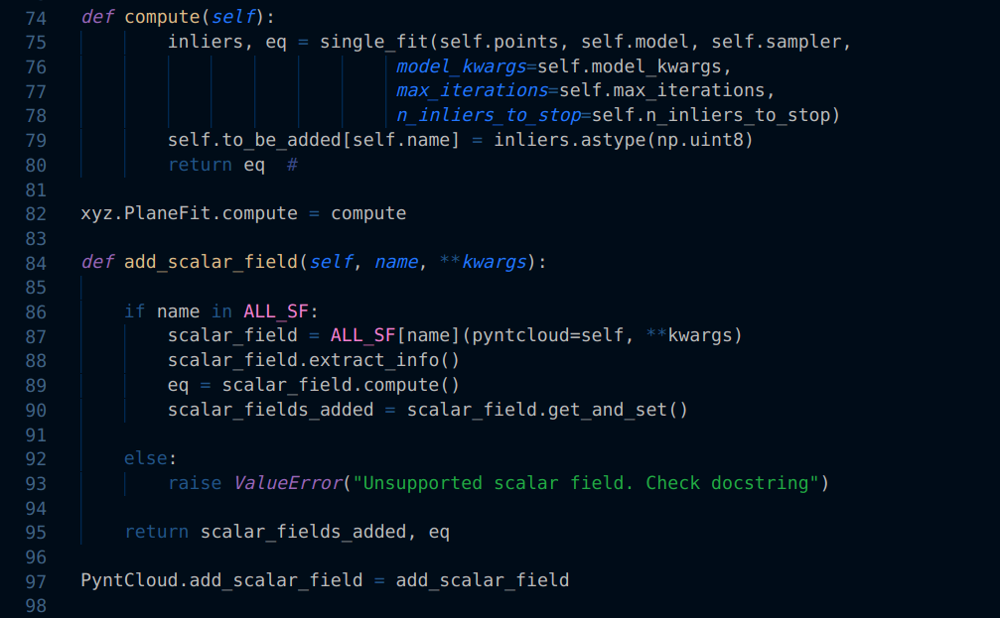 74 def compute(self):
75 inliers, eq = single_fit(self.points, self.model, self.sampler,
76 model_kwargs=self.model_kwargs,
77 max_iterations=self.max_iterations,
78 n_inliers_to_stop=self.n_inliers_to_stop)
79 self.to_be_added[self.name] = inliers.astype(np.uint8)
80 return eq  #
81
82 xyz.PlaneFit.compute = compute
83
84 def add_scalar_field(self, name, **kwargs):
85
86 if name in ALL_SF:
87 scalar_field = ALL_SF[name](pyntcloud=self, **kwargs)
88 scalar_field.extract_info()
89 eq = scalar_field.compute()
90 scalar_fields_added = scalar_field.get_and_set()
91
92 else:
93 raise ValueError("Unsupported scalar field. Check docstring")
94
95 return scalar_fields_added, eq
96
97 PyntCloud.add_scalar_field = add_scalar_field
98